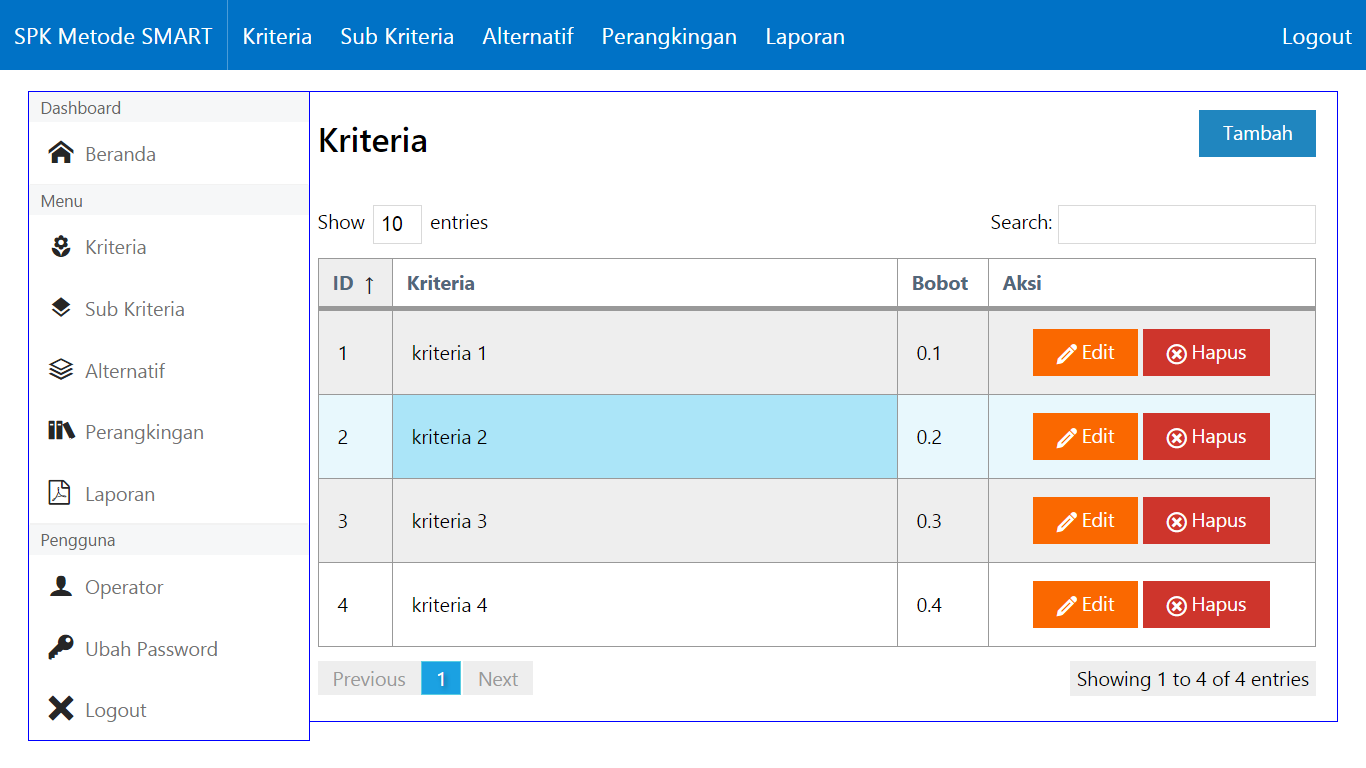 SPK Metode SMART Kriteria Sub Kriteria Alternatif Perangkingan Laporan Logout
Dashboard
Beranda
Menu
Kriteria
Sub Kriteria
Alternatif
Perangkingan
Laporan
Pengguna
Operator
Ubah Password
Logout
Kriteria Tambah
Show 10 entries Search:
ID ↑ Kriteria Bobot Aksi
1 kriteria 1 0.1 Edit Hapus
2 kriteria 2 0.2 Edit Hapus
3 kriteria 3 0.3 Edit Hapus
4 kriteria 4 0.4 Edit Hapus
Previous 1 Next Showing 1 to 4 of 4 entries